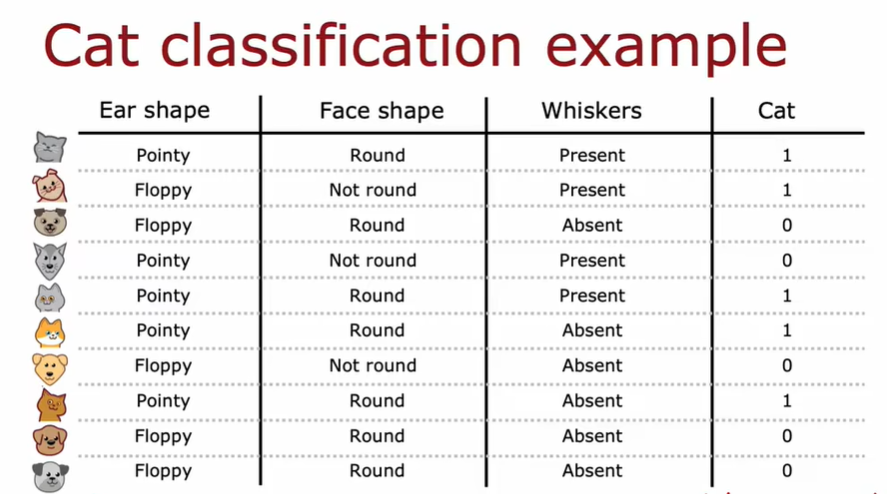 Cat classification example
Ear shape Face shape Whiskers Cat
Pointy Round Present 1
Floppy Not round Present 1
Floppy Round Absent 0
Pointy Not round Present 0
Pointy Round Present 1
Pointy Round Absent 1
Floppy Not round Absent 0
Pointy Round Absent 1
Floppy Round Absent 0
Floppy Round Absent 0